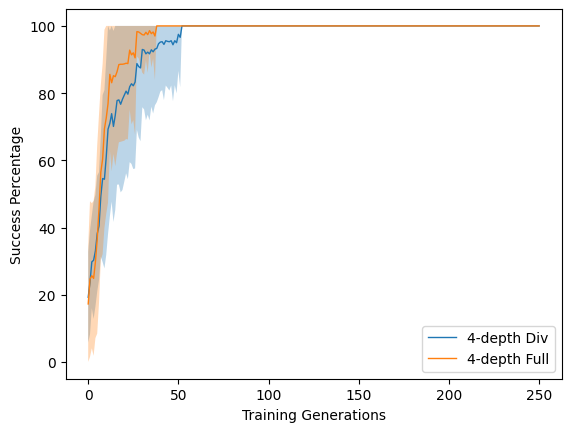 100
80
60
40
20
0
Success Percentage
0 50 100 150 200 250
Training Generations
4-depth Div
4-depth Full